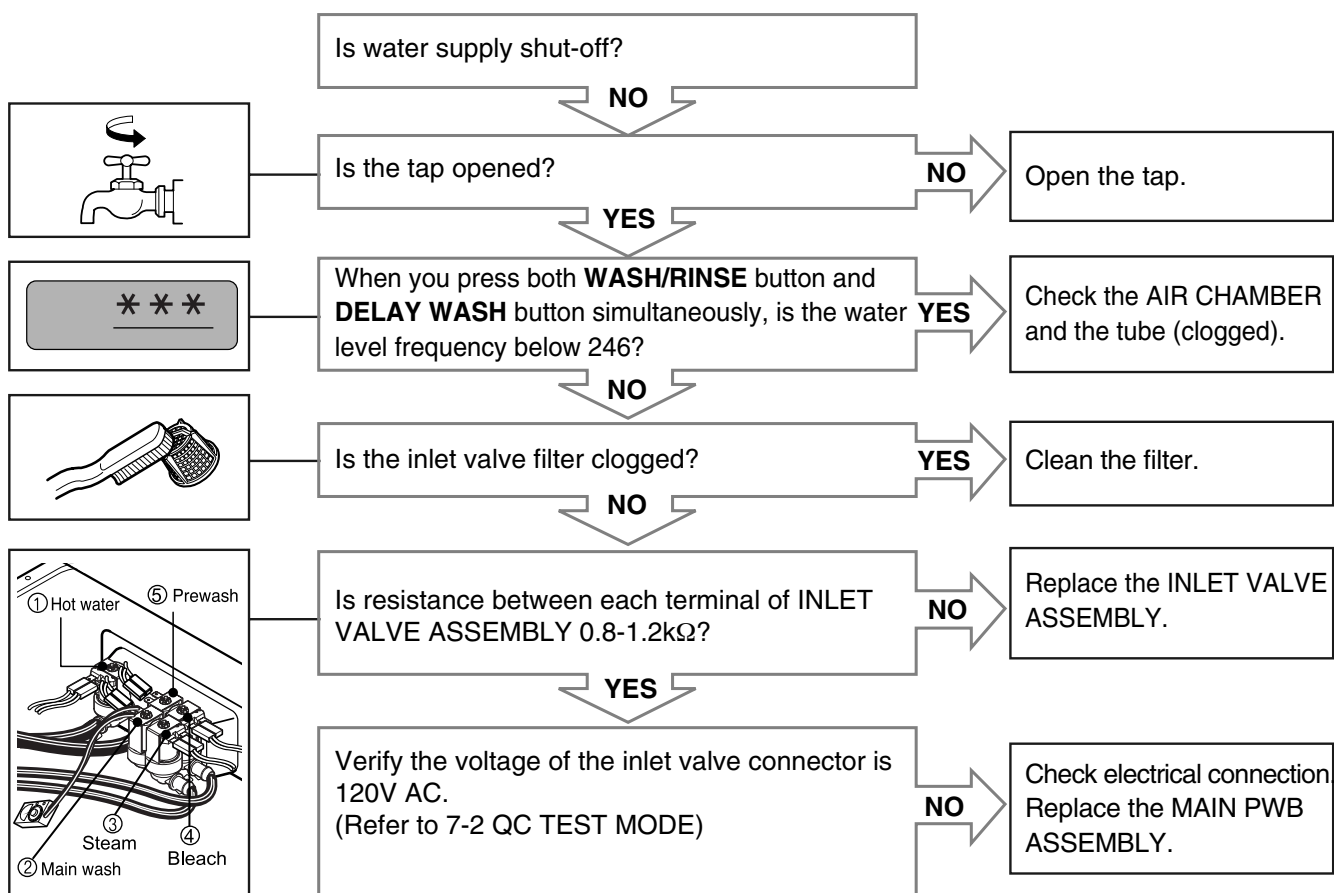 Is water supply shut-off?
NO
Is the tap opened?
NO
Open the tap.
YES
* * *
When you press both WASH/RINSE button and
DELAY WASH button simultaneously, is the water
level frequency below 246?
YES
Check the AIR CHAMBER
and the tube (clogged).
NO
Is the inlet valve filter clogged?
YES
Clean the filter.
NO
① Hot water
⑤ Prewash
③
Steam
④
Bleach
② Main wash
Is resistance between each terminal of INLET
VALVE ASSEMBLY 0.8-1.2kΩ?
NO
Replace the INLET VALVE
ASSEMBLY.
YES
Verify the voltage of the inlet valve connector is
120V AC.
(Refer to 7-2 QC TEST MODE)
NO
Check electrical connection.
Replace the MAIN PWB
ASSEMBLY.